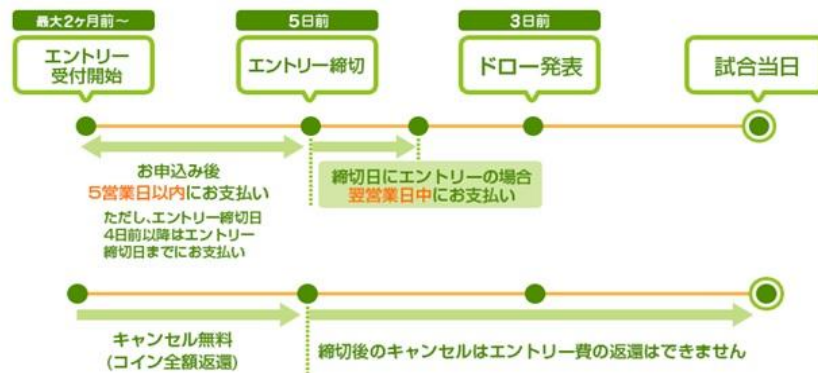 最大2ヶ月前～
5日前
3日前
エントリー
受付開始
エントリー締切
ドロー発表
試合当日
お申込み後
5営業日以内にお支払い
ただし、エントリー締切日
4日前以降はエントリー
締切日までにお支払い
締切日にエントリーの場合
翌営業日中にお支払い
キャンセル無料
(コイン全額返還)
締切後のキャンセルはエントリー費の返還はできません